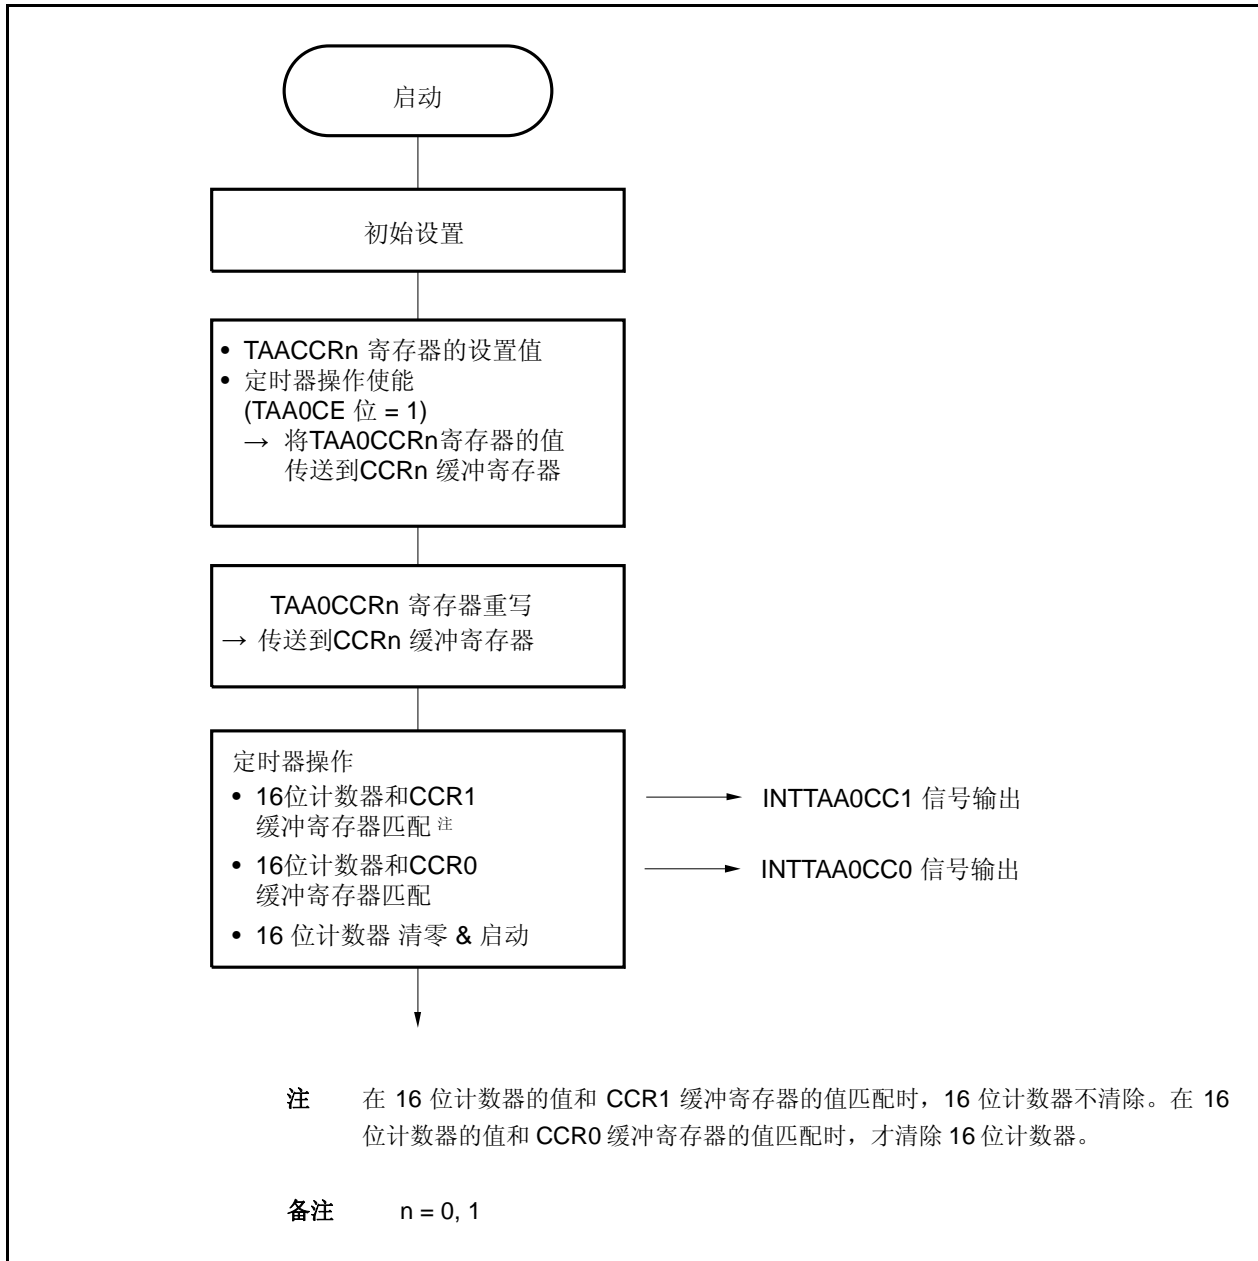 启动
初始设置
• TAACCRn 寄存器的设置值
• 定时器操作使能
(TAA0CE 位 = 1)
→ 将TAA0CCRn寄存器的值
传送到CCRn 缓冲寄存器
TAA0CCRn 寄存器重写
→ 传送到CCRn 缓冲寄存器
定时器操作
• 16位计数器和CCR1
缓冲寄存器匹配 注
INTTAA0CC1 信号输出
• 16位计数器和CCR0
缓冲寄存器匹配
INTTAA0CC0 信号输出
• 16 位计数器 清零 & 启动
注 在 16 位计数器的值和 CCR1 缓冲寄存器的值匹配时，16 位计数器不清除。在 16
位计数器的值和 CCR0 缓冲寄存器的值匹配时，才清除 16 位计数器。
备注 n = 0, 1